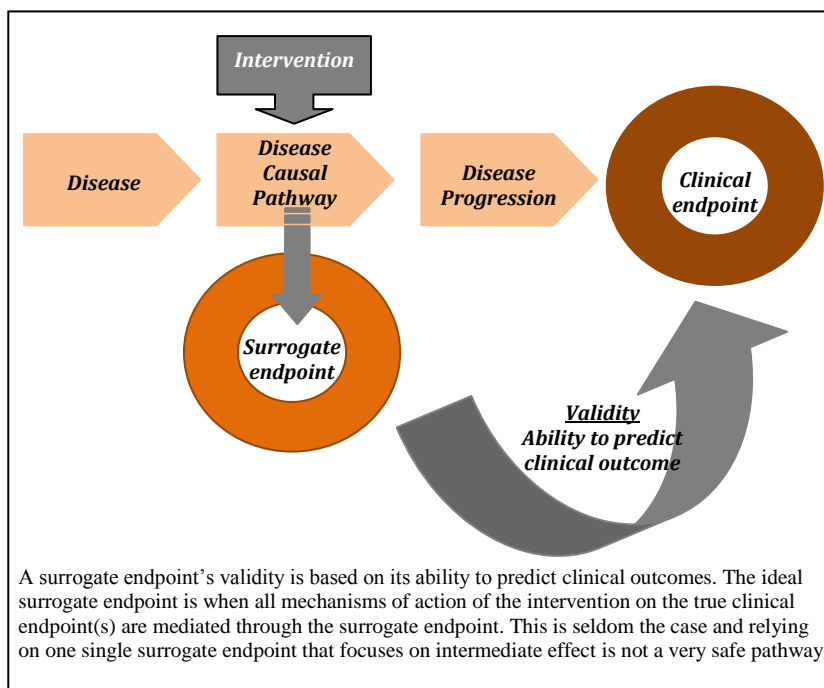 Intervention
Disease
Disease
Causal
Pathway
Disease
Progression
Clinical
endpoint
Surrogate
endpoint
Validity
Ability to predict
clinical outcome
A surrogate endpoint’s validity is based on its ability to predict clinical outcomes. The ideal
surrogate endpoint is when all mechanisms of action of the intervention on the true clinical
endpoint(s) are mediated through the surrogate endpoint. This is seldom the case and relying
on one single surrogate endpoint that focuses on intermediate effect is not a very safe pathway